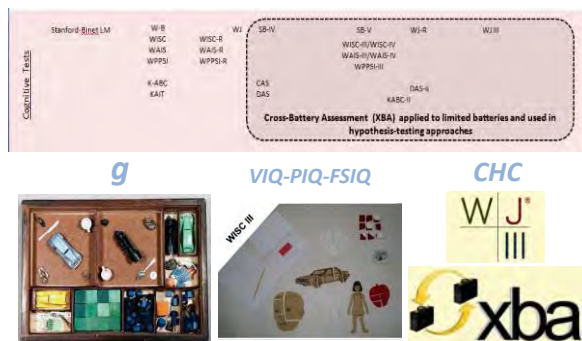 Cognitive Tests
Stanford-Binet LM W-B WJ SB-IV SB-V WJ-R WJ III
WISC WISC-R WISC-III/WISC-IV
WAIS WAIS-R WAIS-III/WAIS-IV
WPPSI WPPSI-R WPPSI-III
K-ABC CAS DAS-ii
KAIT DAS KABC-II
Cross-Battery Assessment (XBA) applied to limited batteries and used in
hypothesis-testing approaches
g VIQ-PIQ-FSIQ CHC
WISC III
W J®
III
xba